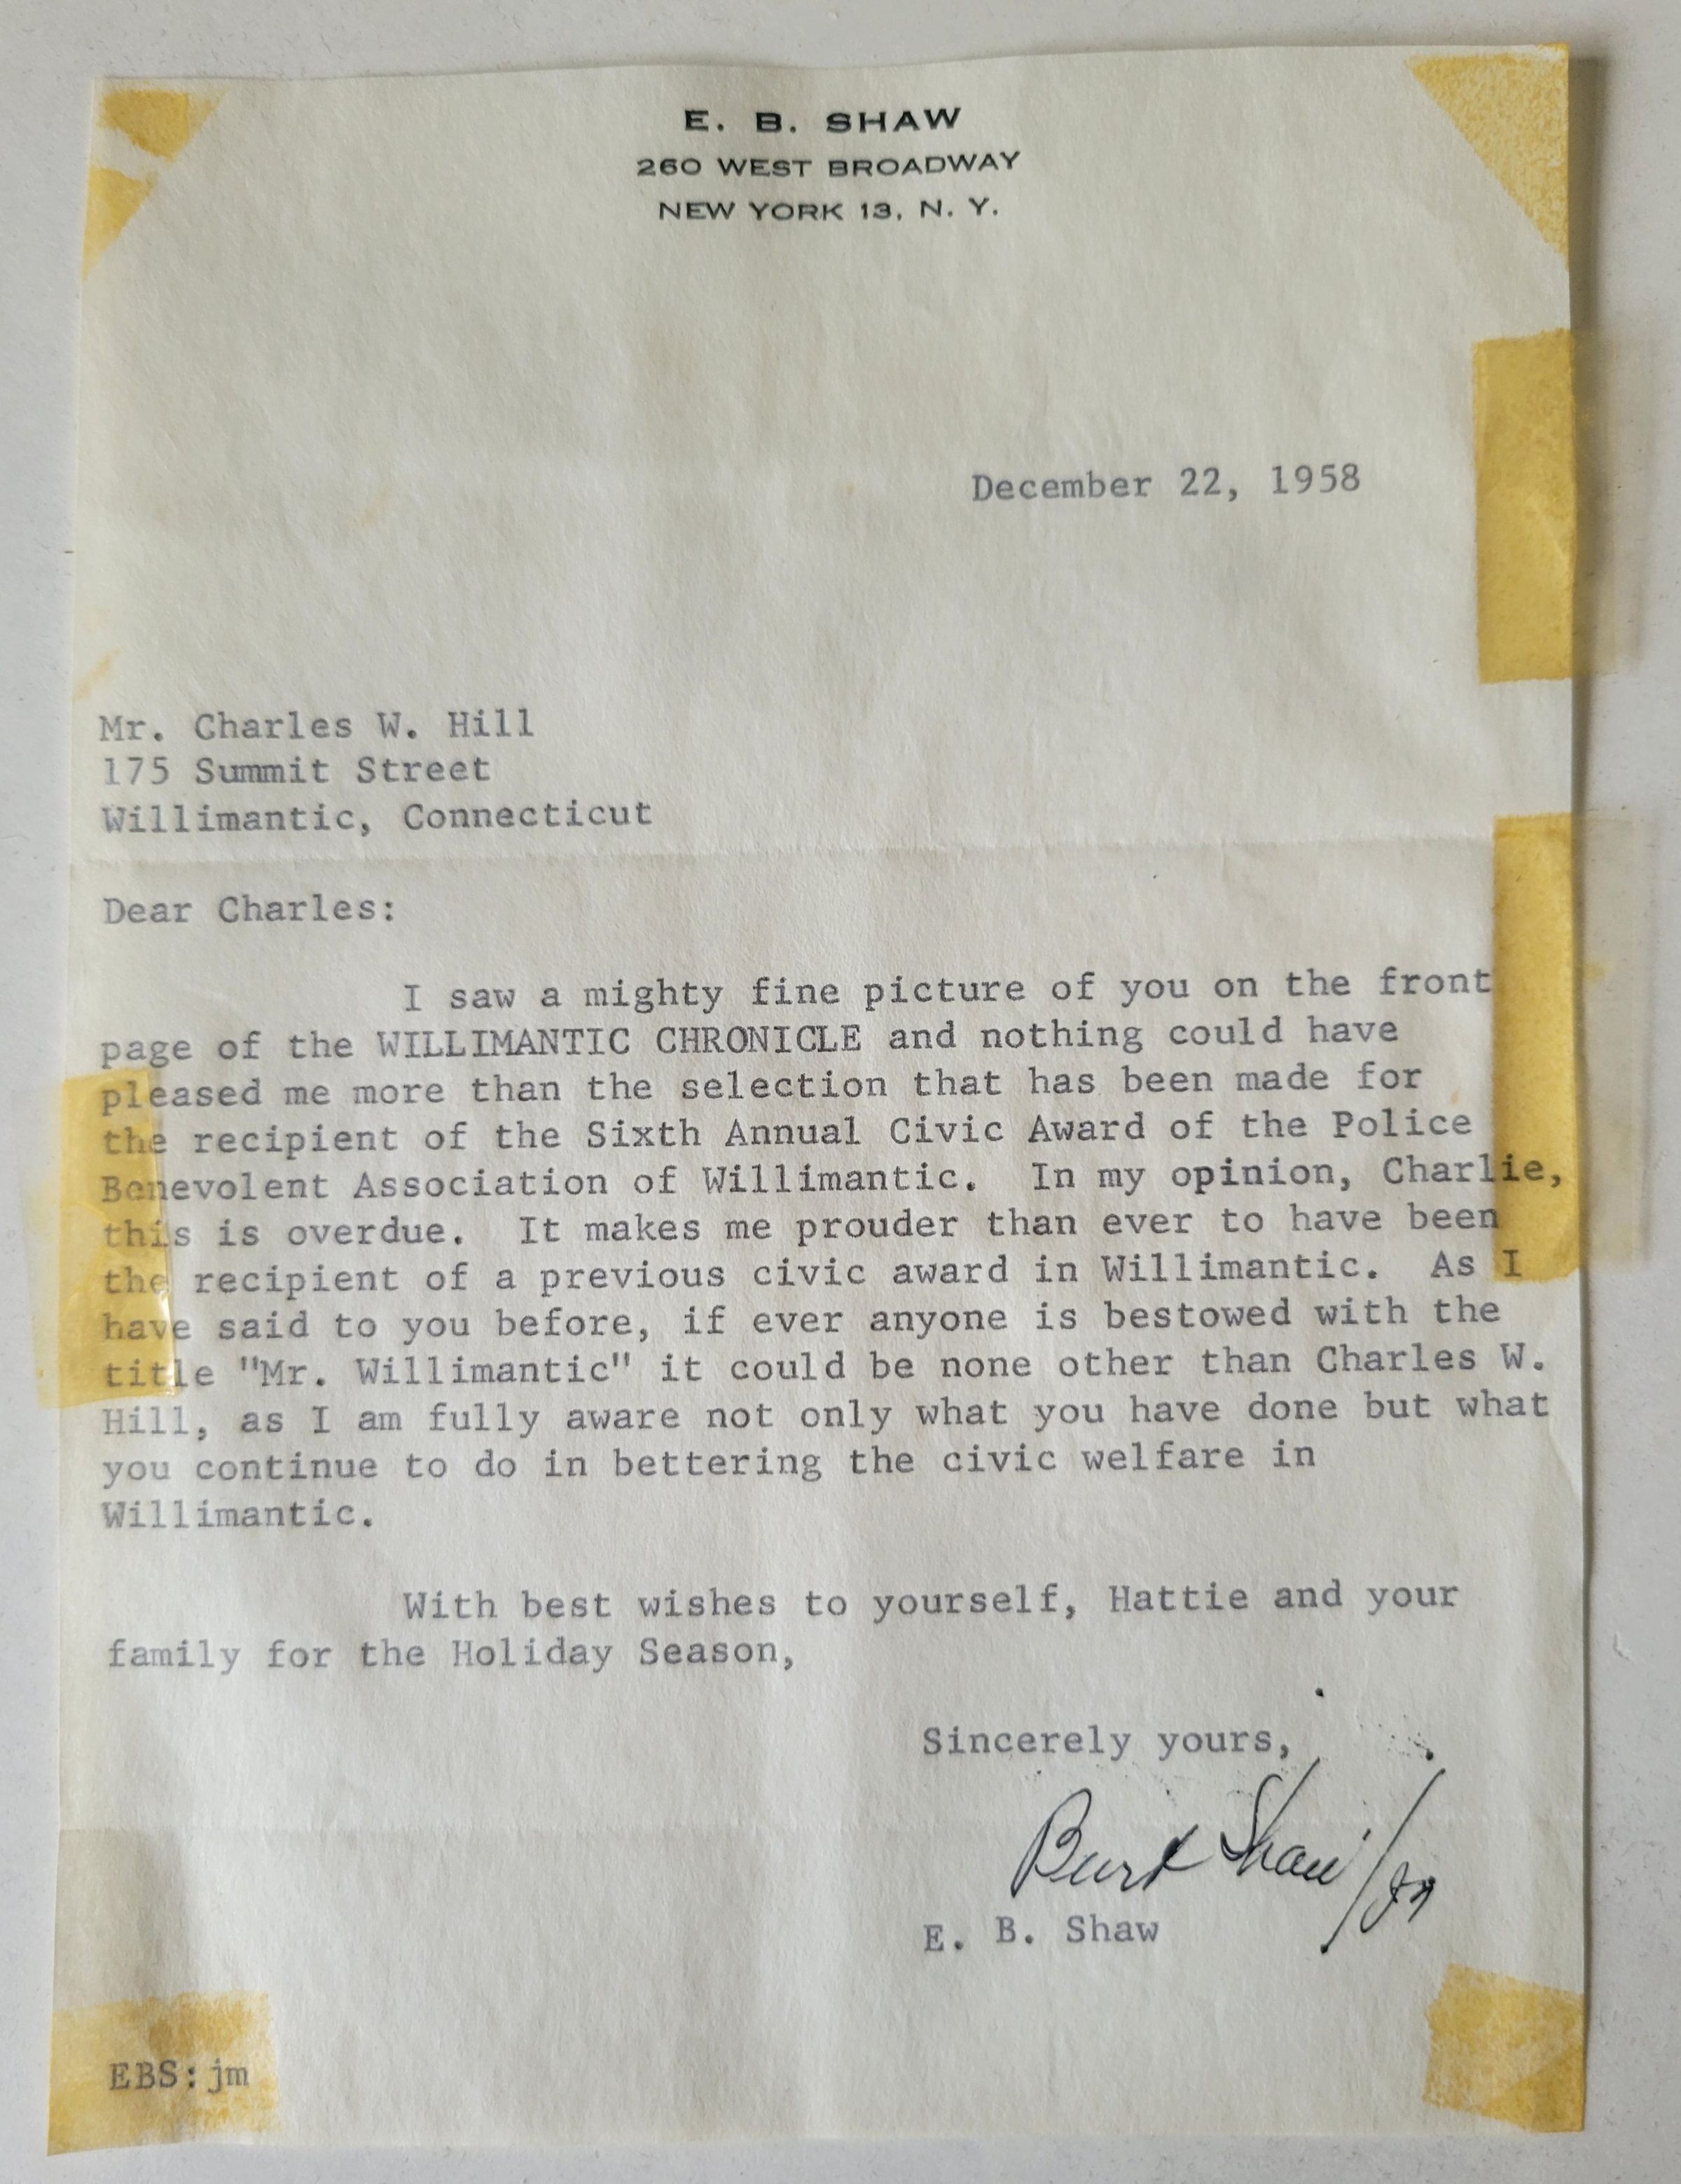 E. B. SHAW
260 WEST BROADWAY
NEW YORK 13, N. Y.
December 22, 1958
Mr. Charles W. Hill
175 Summit Street
Willimantic, Connecticut
Dear Charles:
I saw a mighty fine picture of you on the front
page of the WILLIMANTIC CHRONICLE and nothing could have
pleased me more than the selection that has been made for
the recipient of the Sixth Annual Civic Award of the Police
Benevolent Association of Willimantic. In my opinion, Charlie,
this is overdue. It makes me prouder than ever to have been
the recipient of a previous civic award in Willimantic. As I
have said to you before, if ever anyone is bestowed with the
title "Mr. Willimantic" it could be none other than Charles W.
Hill, as I am fully aware not only what you have done but what
you continue to do in bettering the civic welfare in
Willimantic.
With best wishes to yourself, Hattie and your
family for the Holiday Season,
Sincerely yours,
Burt Shaw
E. B. Shaw
EBS:jm